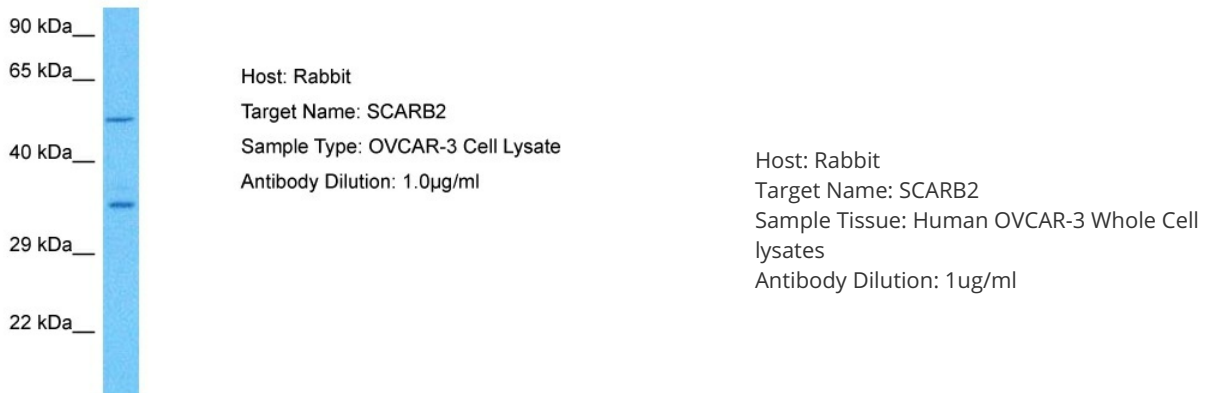 90 kDa__
65 kDa__
40 kDa__
29 kDa__
22 kDa__
Host: Rabbit
Target Name: SCARB2
Sample Type: OVCAR-3 Cell Lysate
Antibody Dilution: 1.0µg/ml
Host: Rabbit
Target Name: SCARB2
Sample Tissue: Human OVCAR-3 Whole Cell
lysates
Antibody Dilution: 1ug/ml